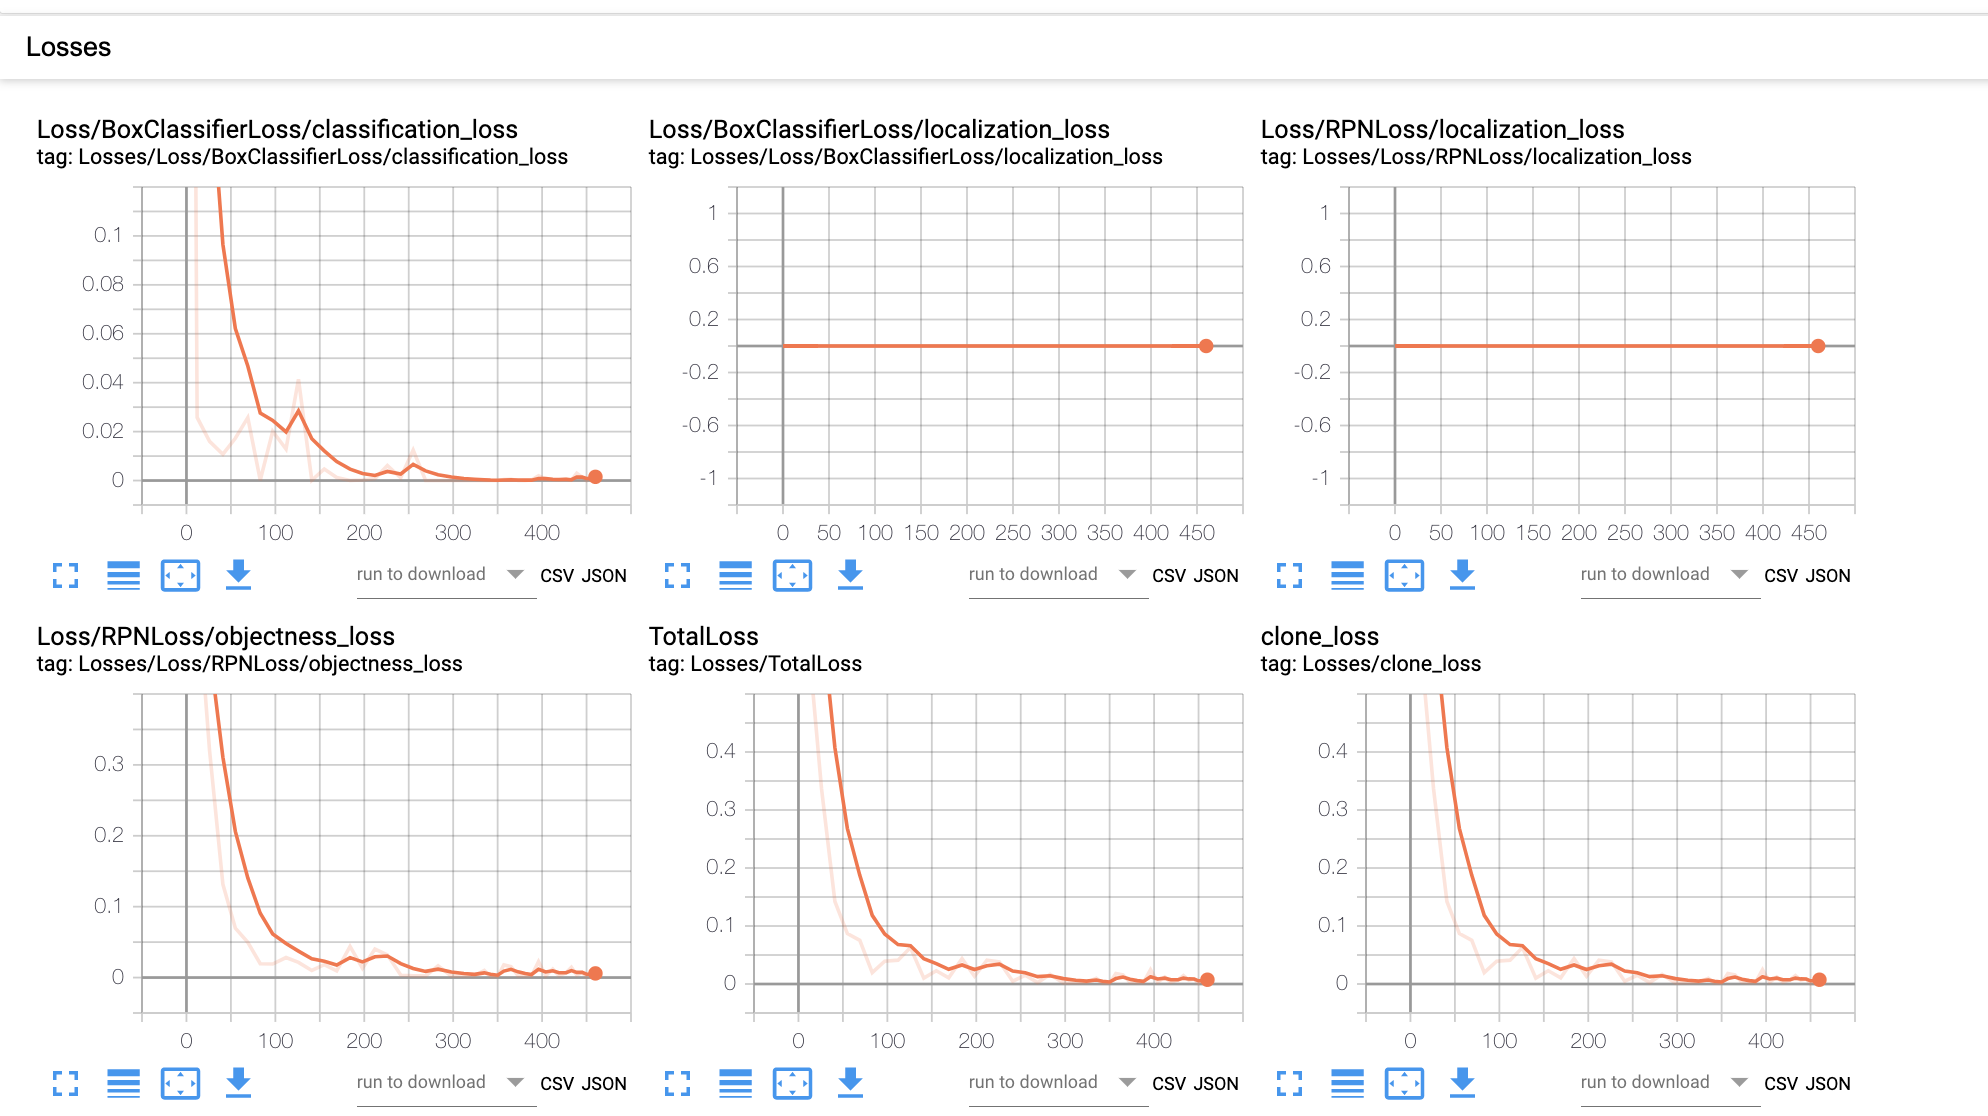 Losses
Loss/BoxClassifierLoss/classification_loss
tag: Losses/Loss/BoxClassifierLoss/classification_loss
0.1
0.08
0.06
0.04
0.02
0
0 100 200 300 400
run to download CSV JSON
Loss/BoxClassifierLoss/localization_loss
tag: Losses/Loss/BoxClassifierLoss/localization_loss
1
0.6
0.2
-0.2
-0.6
-1
0 50 100 150 200 250 300 350 400 450
run to download CSV JSON
Loss/RPNLoss/localization_loss
tag: Losses/Loss/RPNLoss/localization_loss
1
0.6
0.2
-0.2
-0.6
-1
0 50 100 150 200 250 300 350 400 450
run to download CSV JSON
Loss/RPNLoss/objectness_loss
tag: Losses/Loss/RPNLoss/objectness_loss
0.3
0.2
0.1
0
0 100 200 300 400
run to download CSV JSON
TotalLoss
tag: Losses/TotalLoss
0.4
0.3
0.2
0.1
0
0 100 200 300 400
run to download CSV JSON
clone_loss
tag: Losses/clone_loss
0.4
0.3
0.2
0.1
0
0 100 200 300 400
run to download CSV JSON